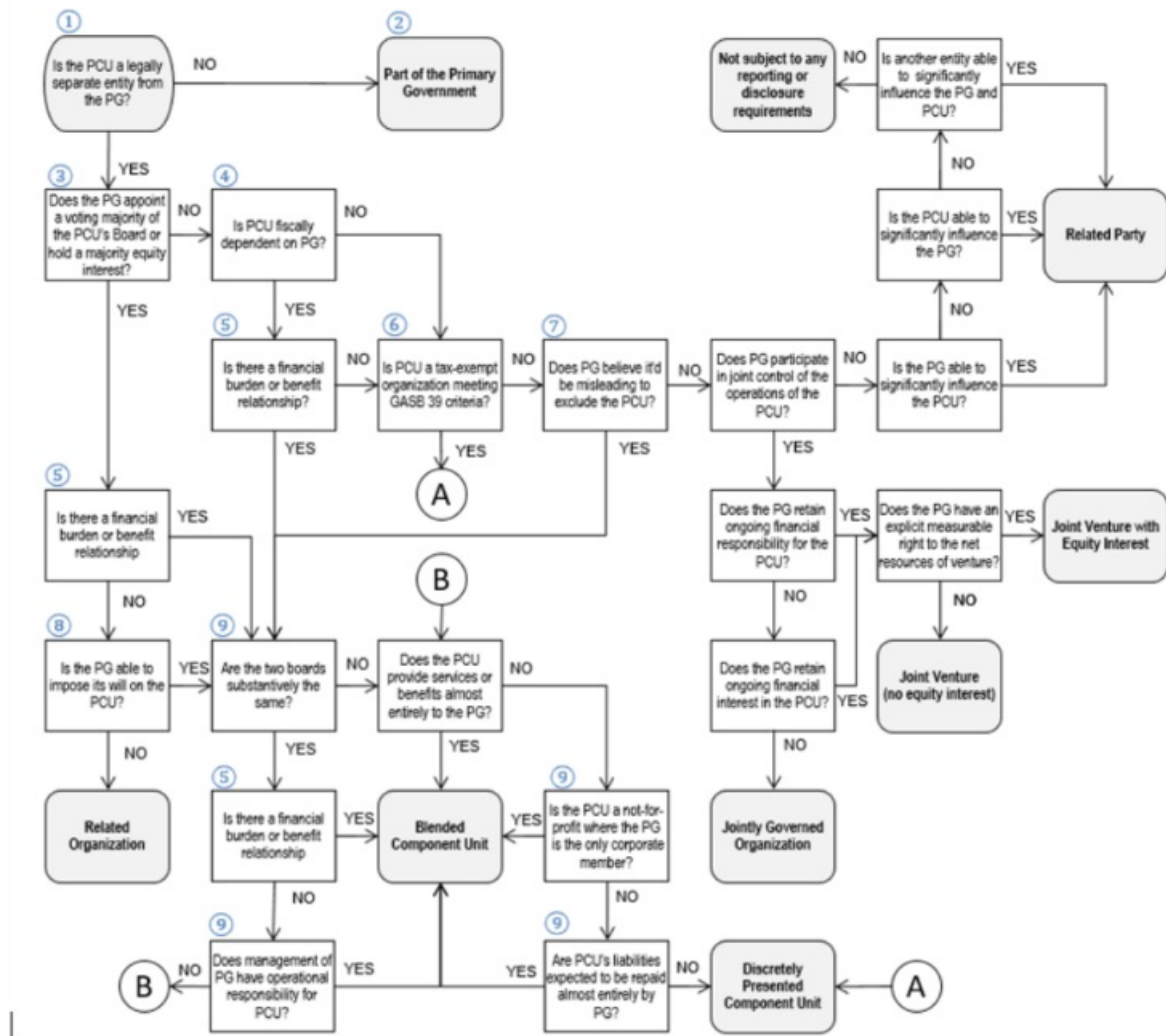 ①
Is the PCU a legally
separate entity from
the PG?
NO
YES
②
Part of the Primary
Government
Not subject to any
reporting or
disclosure
requirements
NO
Is another entity able
to significantly
influence the PG and
PCU?
YES
NO
③
Does the PG appoint
a voting majority of
the PCU's Board or
hold a majority equity
interest?
NO
YES
④
Is PCU fiscally
dependent on PG?
NO
YES
Is the PCU able to
significantly influence
the PG?
YES
NO
Related Party
⑤
Is there a financial
burden or benefit
relationship?
NO
YES
⑥
Is PCU a tax-exempt
organization meeting
GASB 39 criteria?
NO
YES
A
⑦
Does PG believe it'd
be misleading to
exclude the PCU?
NO
YES
Does PG participate
in joint control of the
operations of the
PCU?
NO
YES
Is the PG able to
significantly influence
the PCU?
YES
⑤
Is there a financial
burden or benefit
relationship
YES
NO
B
Does the PG retain
ongoing financial
responsibility for the
PCU?
YES
NO
Does the PG have an
explicit measurable
right to the net
resources of venture?
YES
NO
Joint Venture with
Equity Interest
⑧
Is the PG able to
impose its will on the
PCU?
YES
NO
⑨
Are the two boards
substantively the
same?
NO
YES
Does the PCU
provide services or
benefits almost
entirely to the PG?
NO
YES
Does the PG retain
ongoing financial
interest in the PCU?
YES
NO
Joint Venture
(no equity interest)
Related
Organization
⑤
Is there a financial
burden or benefit
relationship
YES
NO
Blended
Component Unit
YES
⑨
Is the PCU a not-for-
profit where the PG
is the only corporate
member?
NO
Jointly Governed
Organization
B
NO
⑨
Does management of
PG have operational
responsibility for
PCU?
YES
YES
⑨
Are PCU's liabilities
expected to be repaid
almost entirely by
PG?
NO
Discretely
Presented
Component Unit
A